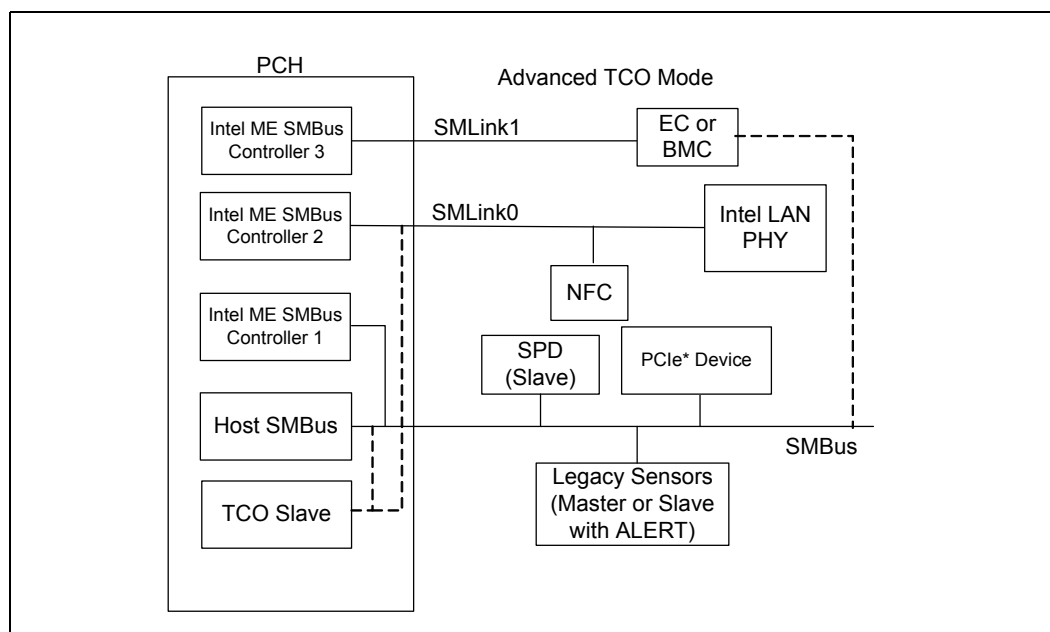 PCH
Advanced TCO Mode
Intel ME SMBus
Controller 3
SMLink1
EC or
BMC
Intel ME SMBus
Controller 2
SMLink0
Intel LAN
PHY
NFC
Intel ME SMBus
Controller 1
SPD
(Slave)
PCIe* Device
Host SMBus
SMBus
Legacy Sensors
(Master or Slave
with ALERT)
TCO Slave